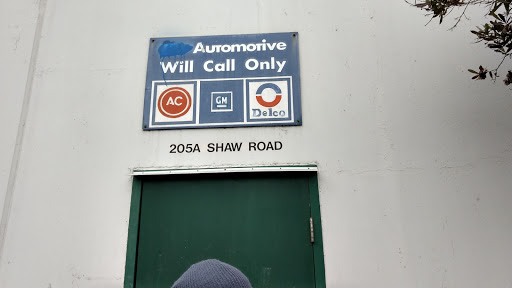 Automotive
Will Call Only
AC
GM
Delco
205A SHAW ROAD